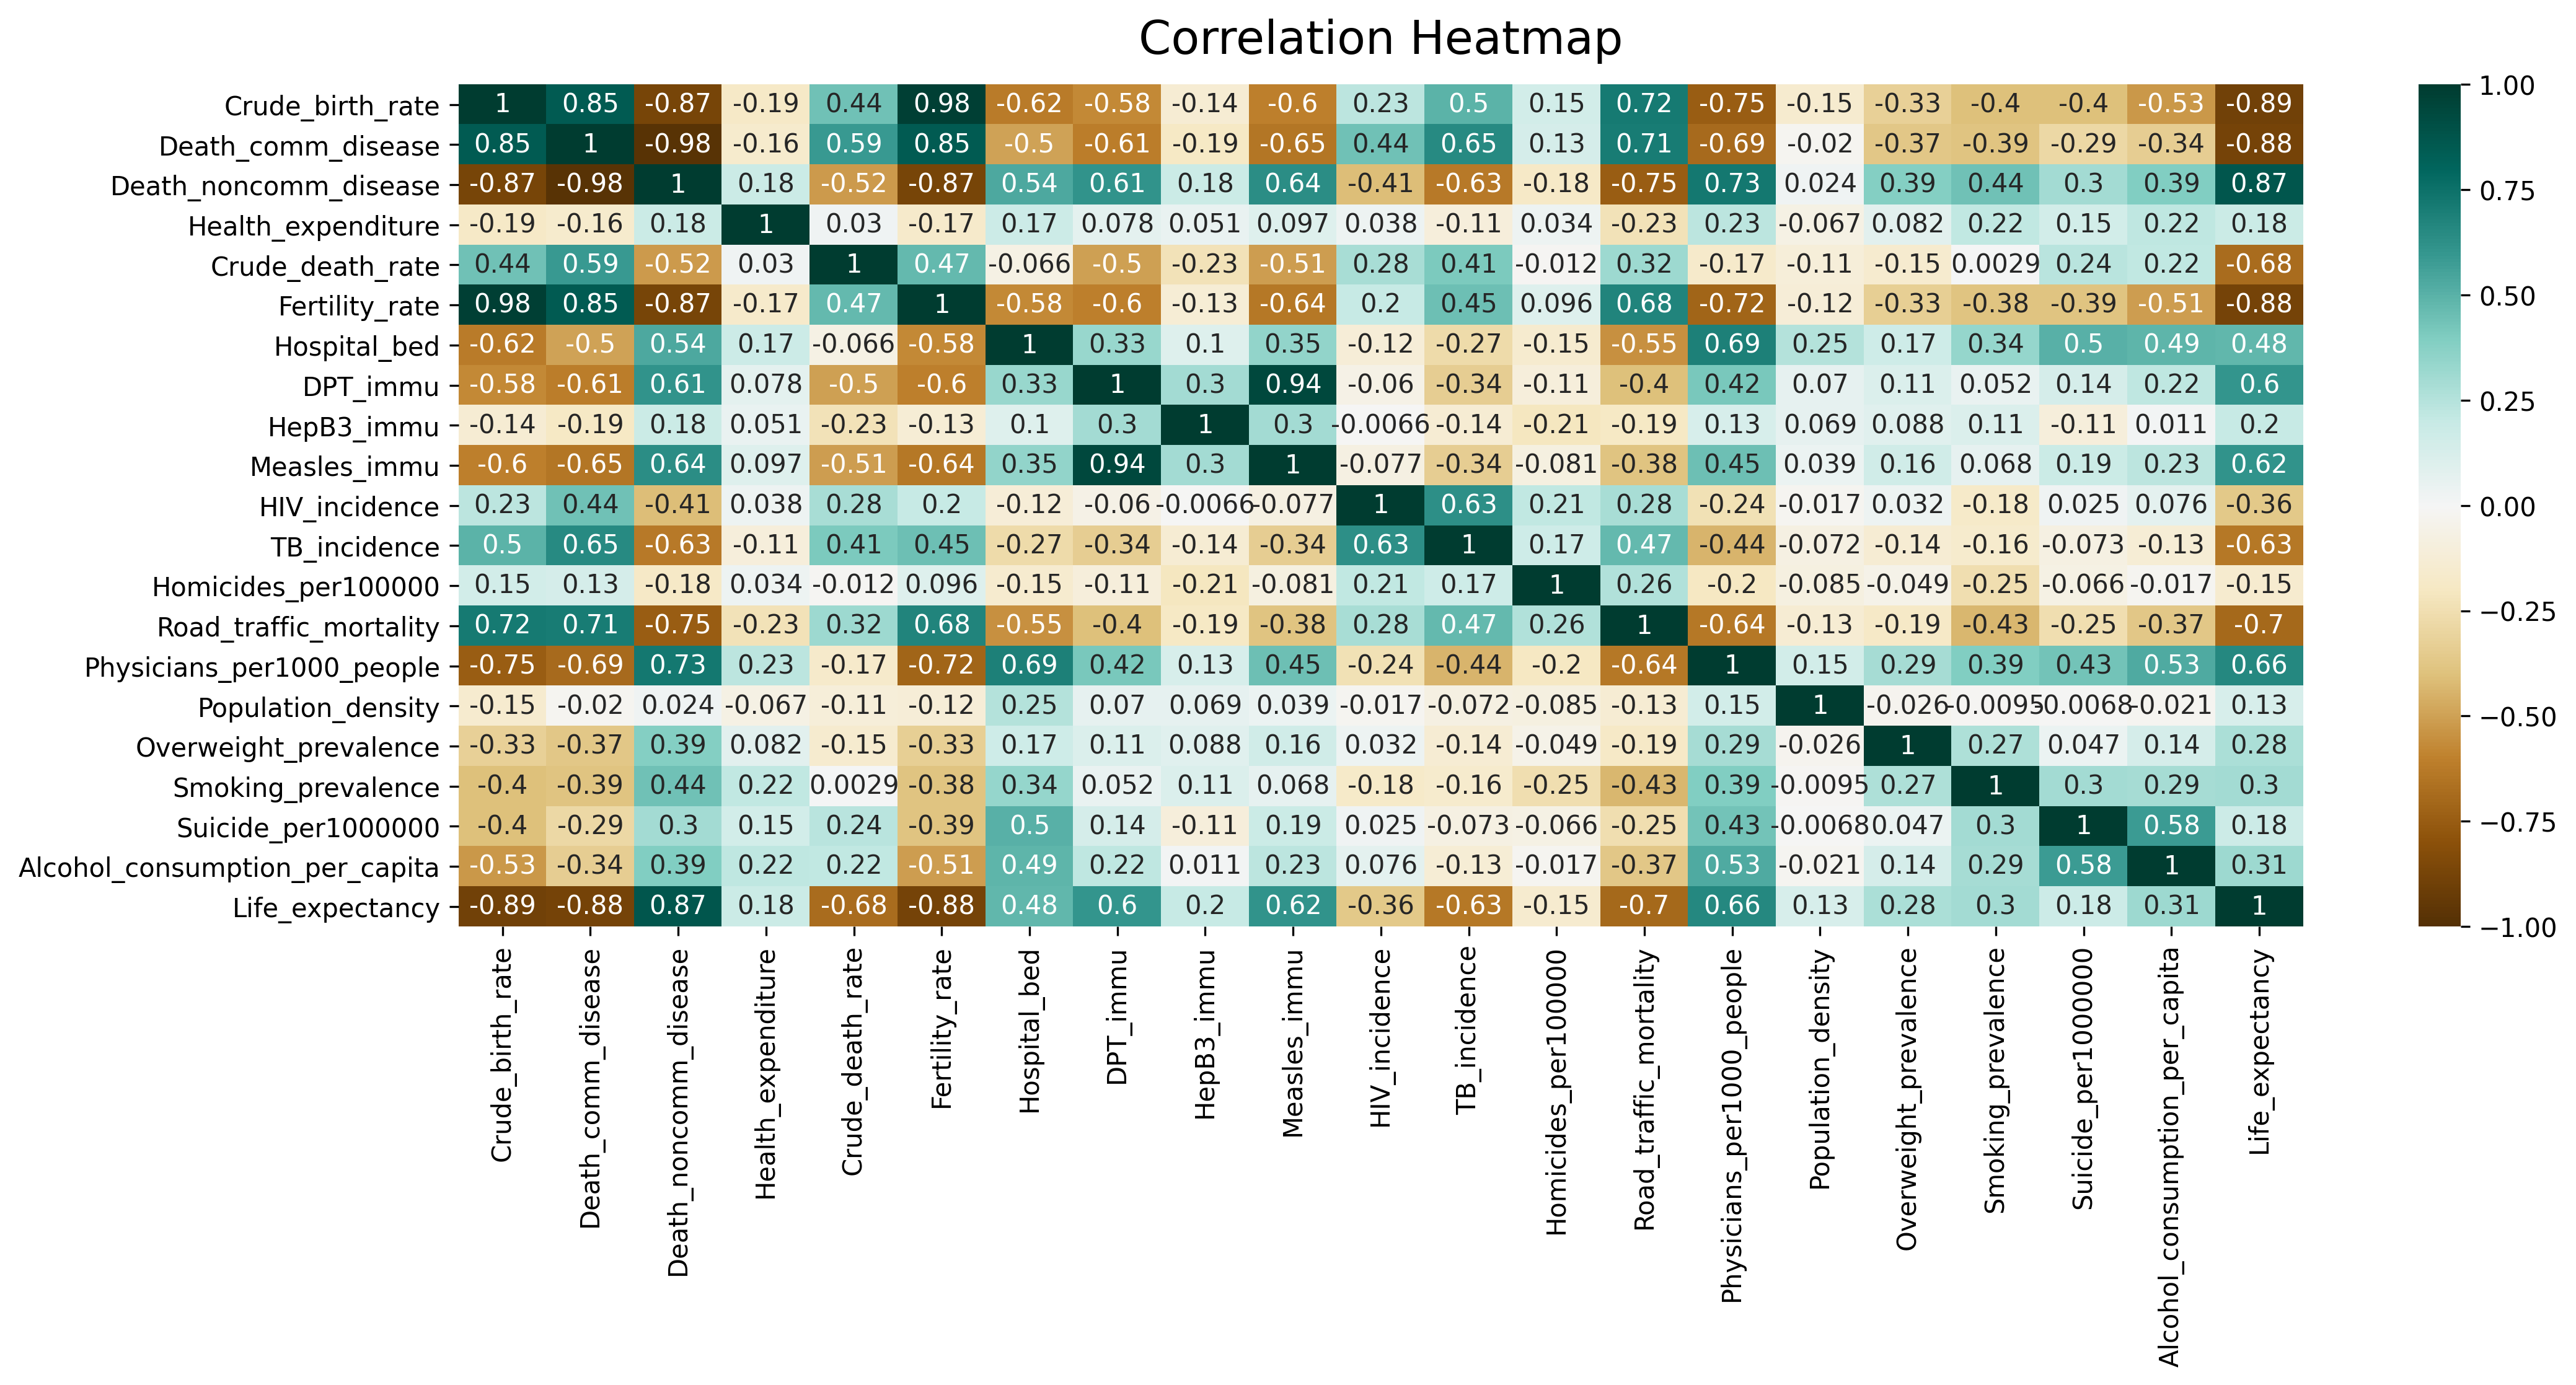 Correlation Heatmap
Crude_birth_rate 1 0.85 -0.87 -0.19 0.44 0.98 -0.62 -0.58 -0.14 -0.6 0.23 0.5 0.15 0.72 -0.75 -0.15 -0.33 -0.4 -0.4 -0.53 -0.89
Death_comm_disease 0.85 1 -0.98 -0.16 0.59 0.85 -0.5 -0.61 -0.19 -0.65 0.44 0.65 0.13 0.71 -0.69 -0.02 -0.37 -0.39 -0.29 -0.34 -0.88
Death_noncomm_disease -0.87 -0.98 1 0.18 -0.52 -0.87 0.54 0.61 0.18 0.64 -0.41 -0.63 -0.18 -0.75 0.73 0.024 0.39 0.44 0.3 0.39 0.87
Health_expenditure -0.19 -0.16 0.18 1 0.03 -0.17 0.17 0.078 0.051 0.097 0.038 -0.11 0.034 -0.23 0.23 -0.067 0.082 0.22 0.15 0.22 0.18
Crude_death_rate 0.44 0.59 -0.52 0.03 1 0.47 -0.066 -0.5 -0.23 -0.51 0.28 0.41 -0.012 0.32 -0.17 -0.11 -0.15 0.0029 0.24 0.22 -0.68
Fertility_rate 0.98 0.85 -0.87 -0.17 0.47 1 -0.58 -0.6 -0.13 -0.64 0.2 0.45 0.096 0.68 -0.72 -0.12 -0.33 -0.38 -0.39 -0.51 -0.88
Hospital_bed -0.62 -0.5 0.54 0.17 -0.066 -0.58 1 0.33 0.1 0.35 -0.12 -0.27 -0.15 -0.55 0.69 0.25 0.17 0.34 0.5 0.49 0.48
DPT_immu -0.58 -0.61 0.61 0.078 -0.5 -0.6 0.33 1 0.3 0.94 -0.06 -0.34 -0.11 -0.4 0.42 0.07 0.11 0.052 0.14 0.22 0.6
HepB3_immu -0.14 -0.19 0.18 0.051 -0.23 -0.13 0.1 0.3 1 0.3 -0.0066 -0.14 -0.21 -0.19 0.13 0.069 0.088 0.11 -0.11 0.011 0.2
Measles_immu -0.6 -0.65 0.64 0.097 -0.51 -0.64 0.35 0.94 0.3 1 -0.077 -0.34 -0.081 -0.38 0.45 0.039 0.16 0.068 0.19 0.23 0.62
HIV_incidence 0.23 0.44 -0.41 0.038 0.28 0.2 -0.12 -0.06 -0.0066 -0.077 1 0.63 0.21 0.28 -0.24 -0.017 0.032 -0.18 0.025 0.076 -0.36
TB_incidence 0.5 0.65 -0.63 -0.11 0.41 0.45 -0.27 -0.34 -0.14 -0.34 0.63 1 0.17 0.47 -0.44 -0.072 -0.14 -0.16 -0.073 -0.13 -0.63
Homicides_per100000 0.15 0.13 -0.18 0.034 -0.012 0.096 -0.15 -0.11 -0.21 -0.081 0.21 0.17 1 0.26 -0.2 -0.085 -0.049 -0.25 -0.066 -0.017 -0.15
Road_traffic_mortality 0.72 0.71 -0.75 -0.23 0.32 0.68 -0.55 -0.4 -0.19 -0.38 0.28 0.47 0.26 1 -0.64 -0.13 -0.19 -0.43 -0.25 -0.37 -0.7
Physicians_per1000_people -0.75 -0.69 0.73 0.23 -0.17 -0.72 0.69 0.42 0.13 0.45 -0.24 -0.44 -0.2 -0.64 1 0.15 0.29 0.39 0.43 0.53 0.66
Population_density -0.15 -0.02 0.024 -0.067 -0.11 -0.12 0.25 0.07 0.069 0.039 -0.017 -0.072 -0.085 -0.13 0.15 1 -0.026 -0.0095 -0.0068 -0.021 0.13
Overweight_prevalence -0.33 -0.37 0.39 0.082 -0.15 -0.33 0.17 0.11 0.088 0.16 0.032 -0.14 -0.049 -0.19 0.29 -0.026 1 0.27 0.047 0.14 0.28
Smoking_prevalence -0.4 -0.39 0.44 0.22 0.0029 -0.38 0.34 0.052 0.11 0.068 -0.18 -0.16 -0.25 -0.43 0.39 -0.0095 0.27 1 0.3 0.29 0.3
Suicide_per1000000 -0.4 -0.29 0.3 0.15 0.24 -0.39 0.5 0.14 -0.11 0.19 0.025 -0.073 -0.066 -0.25 0.43 -0.0068 0.047 0.3 1 0.58 0.18
Alcohol_consumption_per_capita -0.53 -0.34 0.39 0.22 0.22 -0.51 0.49 0.22 0.011 0.23 0.076 -0.13 -0.017 -0.37 0.53 -0.021 0.14 0.29 0.58 1 0.31
Life_expectancy -0.89 -0.88 0.87 0.18 -0.68 -0.88 0.48 0.6 0.2 0.62 -0.36 -0.63 -0.15 -0.7 0.66 0.13 0.28 0.3 0.18 0.31 1
Crude_birth_rate
Death_comm_disease
Death_noncomm_disease
Health_expenditure
Crude_death_rate
Fertility_rate
Hospital_bed
DPT_immu
HepB3_immu
Measles_immu
HIV_incidence
TB_incidence
Homicides_per100000
Road_traffic_mortality
Physicians_per1000_people
Population_density
Overweight_prevalence
Smoking_prevalence
Suicide_per1000000
Alcohol_consumption_per_capita
Life_expectancy
1.00
0.75
0.50
0.25
0.00
−0.25
−0.50
−0.75
−1.00